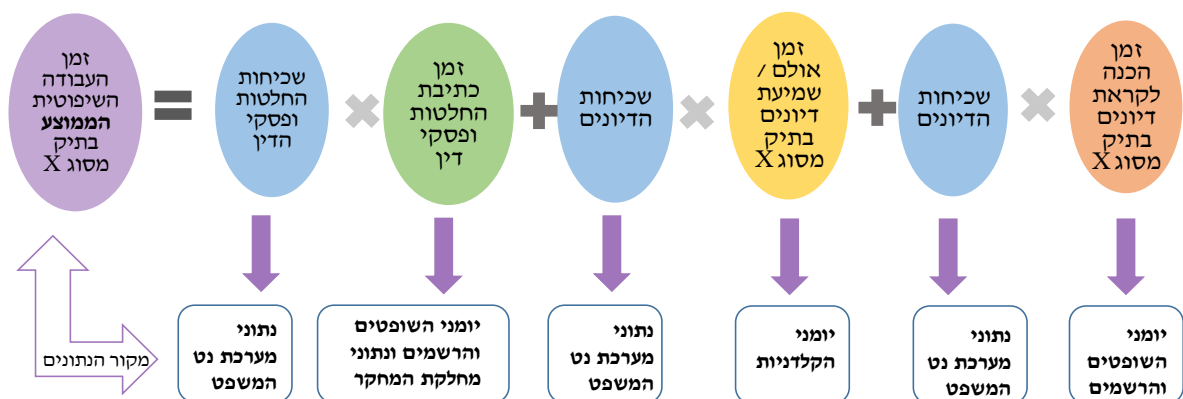 זמן
הכנה
לקראת
דיונים
בתיק
מסוג X
×
שכיחות
הדיונים
+
זמן
אולם /
שמיעת
דיונים
בתיק
מסוג X
×
שכיחות
הדיונים
+
זמן
כתיבת
החלטות
ופסקי
דין
×
שכיחות
החלטות
ופסקי
הדין
=
זמן
העבודה
השיפוטית
הממוצע
בתיק
מסוג X
יומני
השופטים
והרשמים
נתוני
מערכת נט
המשפט
יומני
הקלדניות
נתוני
מערכת נט
המשפט
יומני השופטים
והרשמים ונתוני
מחלקת המחקר
נתוני
מערכת נט
המשפט
מקור הנתונים